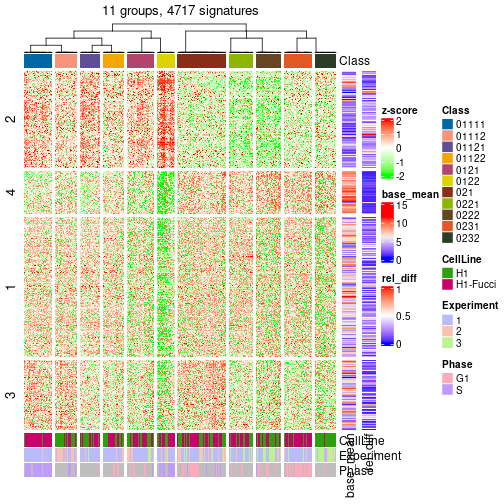 11 groups, 4717 signatures
Class
2
4
1
3
CellLine
Experiment
Phase
base_mean
rel_diff
z-score
2
1
0
-1
-2
base_mean
15
10
5
0
rel_diff
1
0.5
0
Class
01111
01112
01121
01122
0121
0122
021
0221
0222
0231
0232
CellLine
H1
H1-Fucci
Experiment
1
2
3
Phase
G1
S